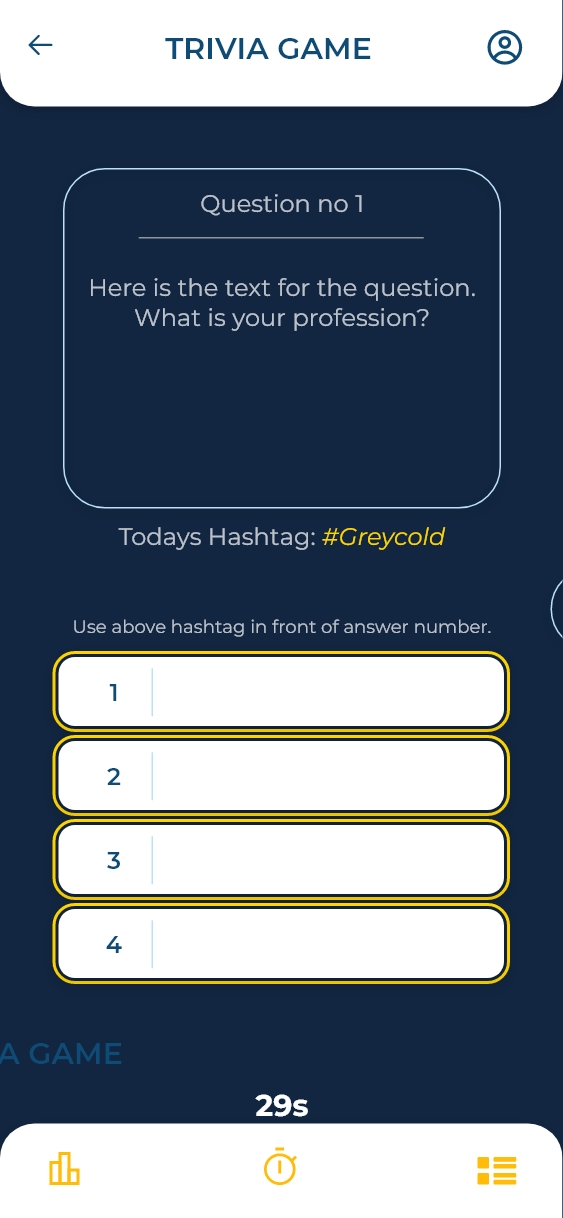 TRIVIA GAME
Question no 1
Here is the text for the question.
What is your profession?
Todays Hashtag: #Greycold
Use above hashtag in front of answer number.
1
2
3
4
A GAME
29s